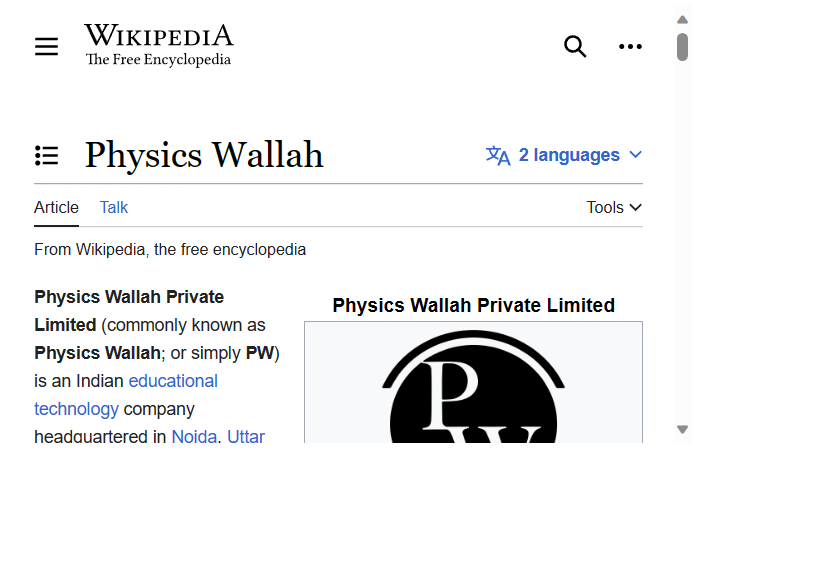 WIKIPEDIA
The Free Encyclopedia
Physics Wallah
2 languages
Article Talk Tools
From Wikipedia, the free encyclopedia
Physics Wallah Private
Limited (commonly known as
Physics Wallah; or simply PW)
is an Indian educational
technology company
headquartered in Noida, Uttar
Physics Wallah Private Limited
P
W